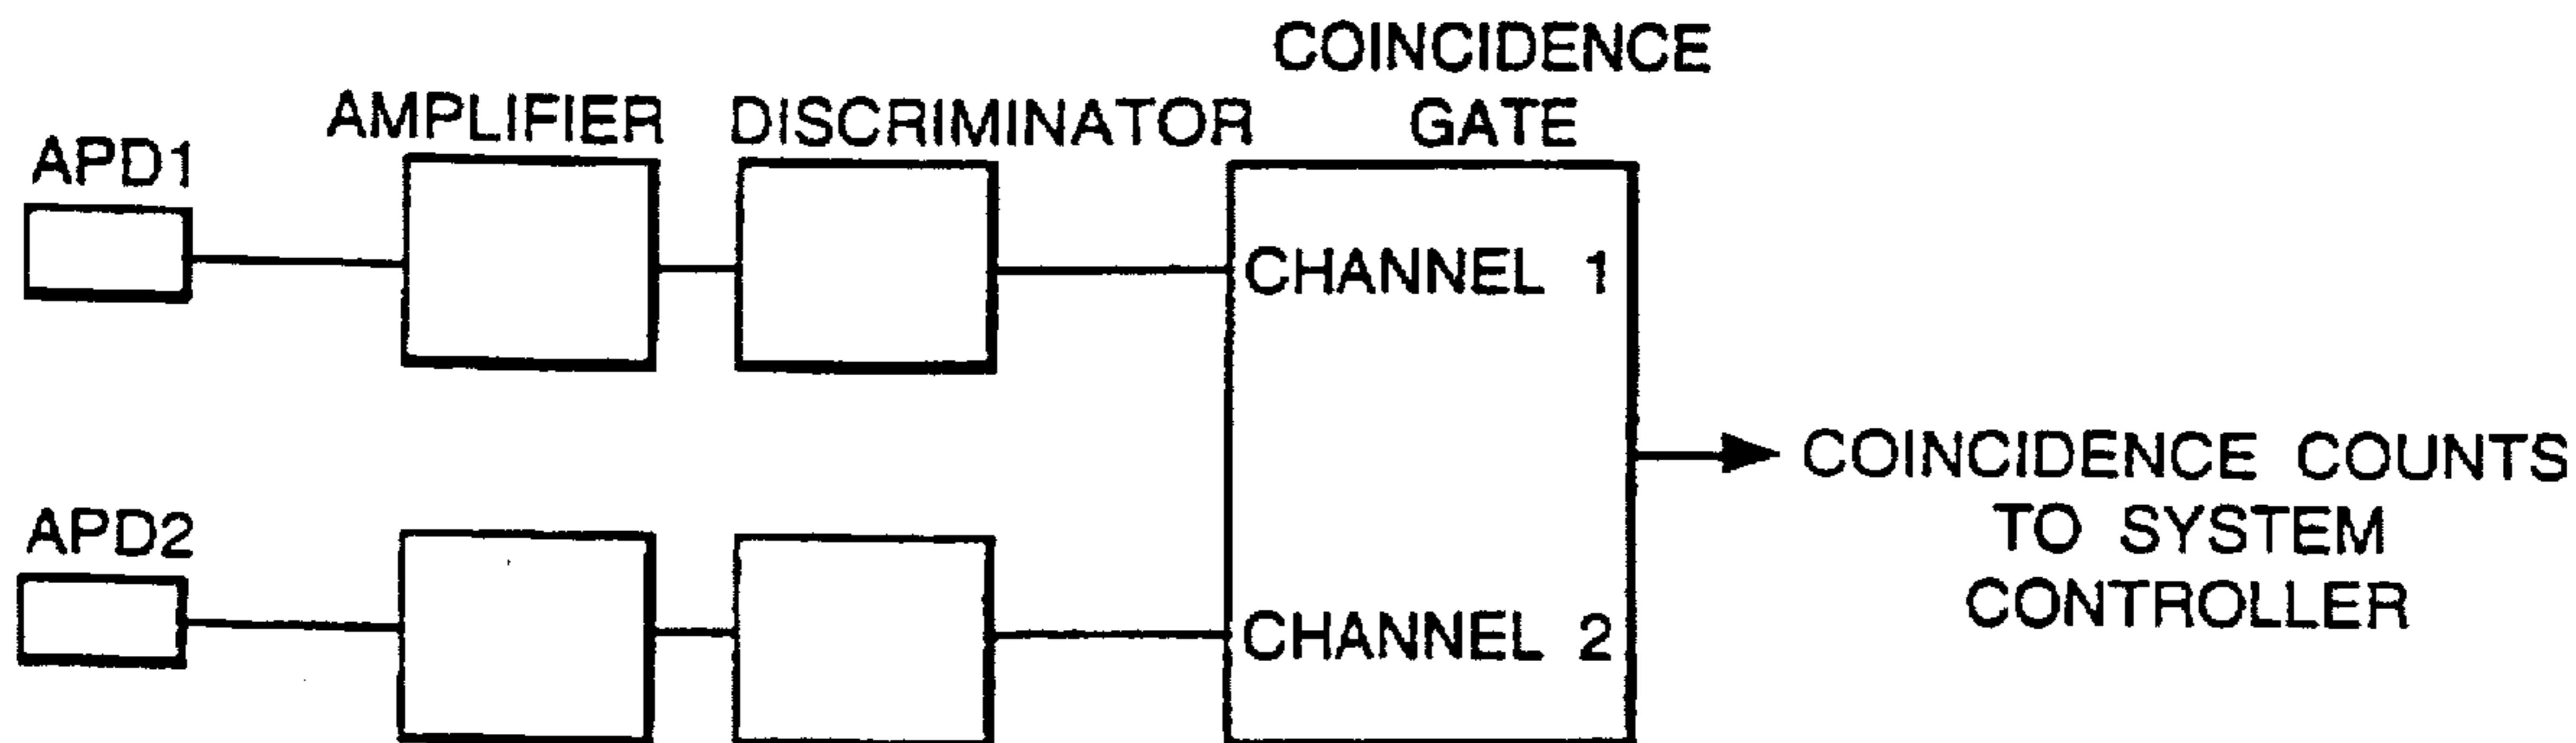 COINCIDENCE
GATE
AMPLIFIER
DISCRIMINATOR
APD1
CHANNEL 1
APD2
CHANNEL 2
COINCIDENCE COUNTS
TO SYSTEM
CONTROLLER